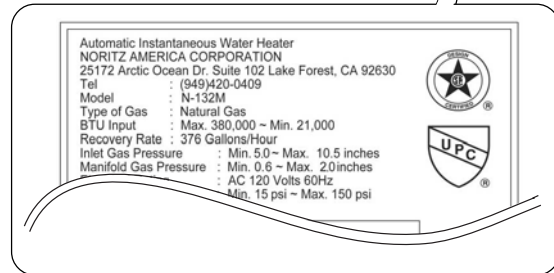 Automatic Instantaneous Water Heater
NORITZ AMERICA CORPORATION
25172 Arctic Ocean Dr. Suite 102 Lake Forest, CA 92630
Tel : (949)420-0409
Model : N-132M
Type of Gas : Natural Gas
BTU Input : Max. 380,000 ~ Min. 21,000
Recovery Rate : 376 Gallons/Hour
Inlet Gas Pressure : Min. 5.0 ~ Max. 10.5 inches
Manifold Gas Pressure : Min. 0.6 ~ Max. 2.0 inches
: AC 120 Volts 60Hz
Min. 15 psi ~ Max. 150 psi
DESIGN
CERTIFIED
®
UPC
®